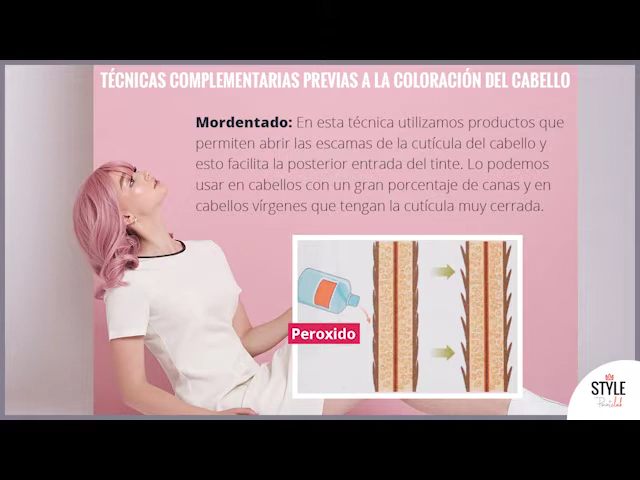 TÉCNICAS COMPLEMENTARIAS PREVIAS A LA COLORACIÓN DEL CABELLO
Mordentado: En esta técnica utilizamos productos que
permiten abrir las escamas de la cutícula del cabello y
esto facilita la posterior entrada del tinte. Lo podemos
usar en cabellos con un gran porcentaje de canas y en
cabellos vírgenes que tengan la cutícula muy cerrada.
Peroxido
STYLE